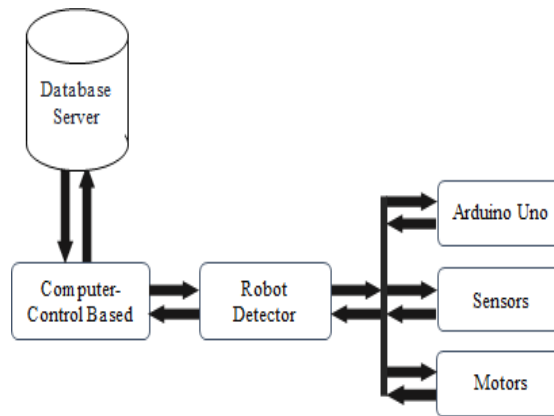 Database
Server
Arduino Uno
Computer-
Control Based
Robot
Detector
Sensors
Motors